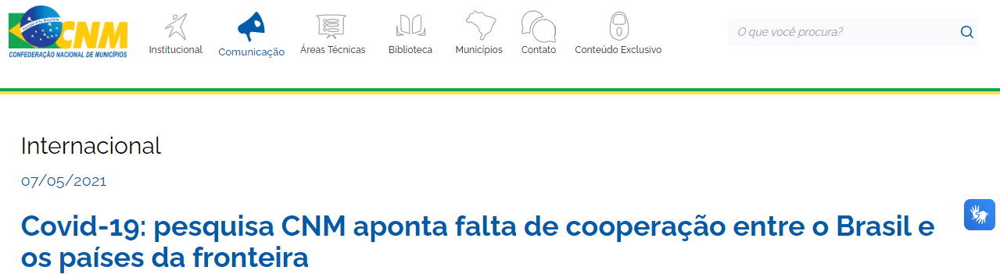 CNM
CONFEDERAÇÃO NACIONAL DE MUNICÍPIOS
Institucional
Comunicação
Áreas Técnicas
Biblioteca
Municípios
Contato
Conteúdo Exclusivo
O que você procura?
Internacional
07/05/2021
Covid-19: pesquisa CNM aponta falta de cooperação entre o Brasil e
os países da fronteira